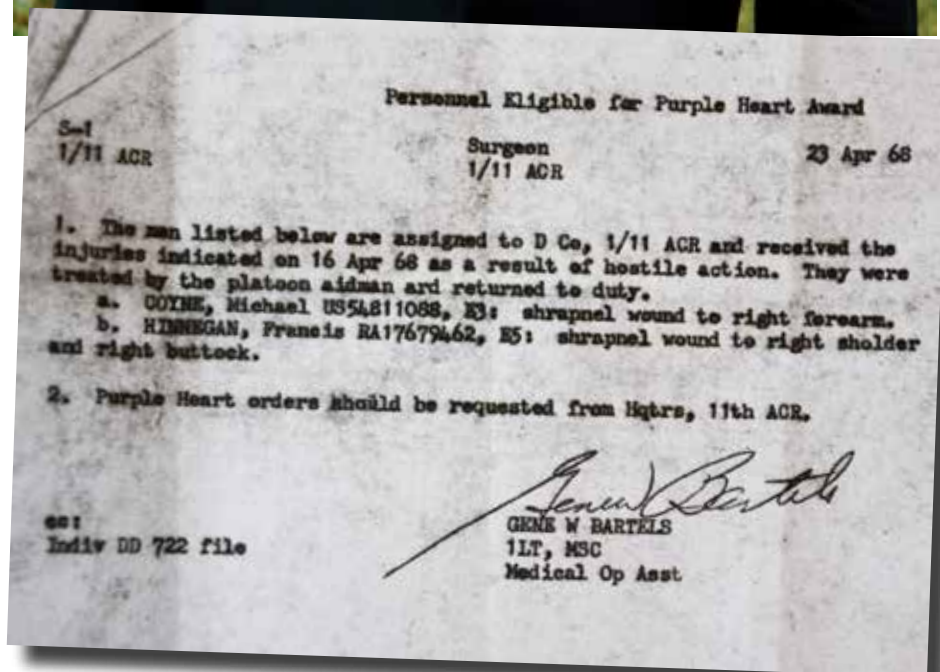 Personnel Eligible for Purple Heart Award
S-1 Surgeon 23 Apr 68
1/11 ACR 1/11 ACR
1. The men listed below are assigned to D Co, 1/11 ACR and received the
injuries indicated on 16 Apr 68 as a result of hostile action. They were
treated by the platoon aidman and returned to duty.
a. COYNE, Michael US54811088, E3: shrapnel wound to right forearm.
b. HINNEGAN, Francis RA17679462, E5: shrapnel wound to right sholder
and right buttock.
2. Purple Heart orders should be requested from Hqtrs, 11th ACR.
Gene W Bartels
GENE W BARTELS
1LT, MSC
Medical Op Asst
cc:
Indiv DD 722 file